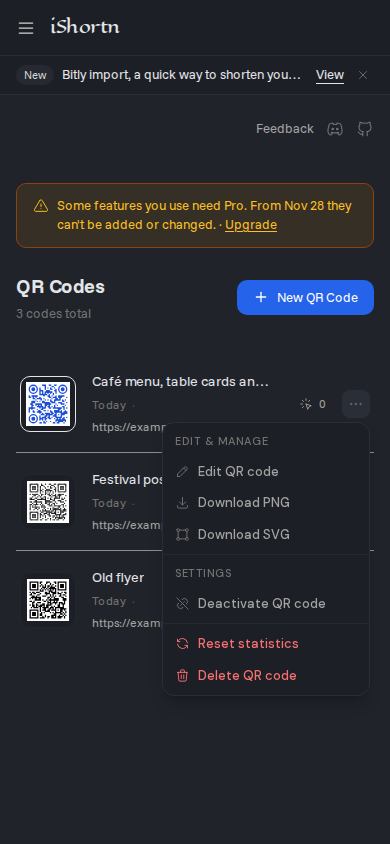 iShortn
New Bitly import, a quick way to shorten you… View
Feedback
Some features you use need Pro. From Nov 28 they
can't be added or changed. · Upgrade
QR Codes
New QR Code
3 codes total
Café menu, table cards an…
Today ·
0
https://exam
EDIT & MANAGE
Edit QR code
Download PNG
Download SVG
SETTINGS
Deactivate QR code
Reset statistics
Delete QR code
Festival pos
Today ·
https://exam
Old flyer
Today ·
https://exam